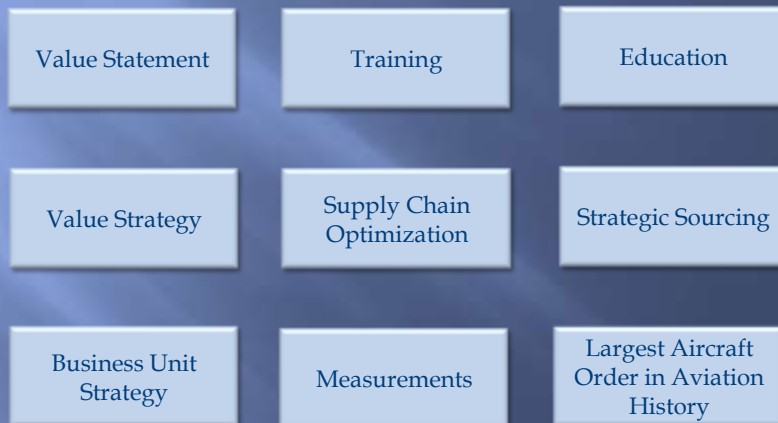 Value Statement
Training
Education
Value Strategy
Supply Chain
Optimization
Strategic Sourcing
Business Unit
Strategy
Measurements
Largest Aircraft
Order in Aviation
History